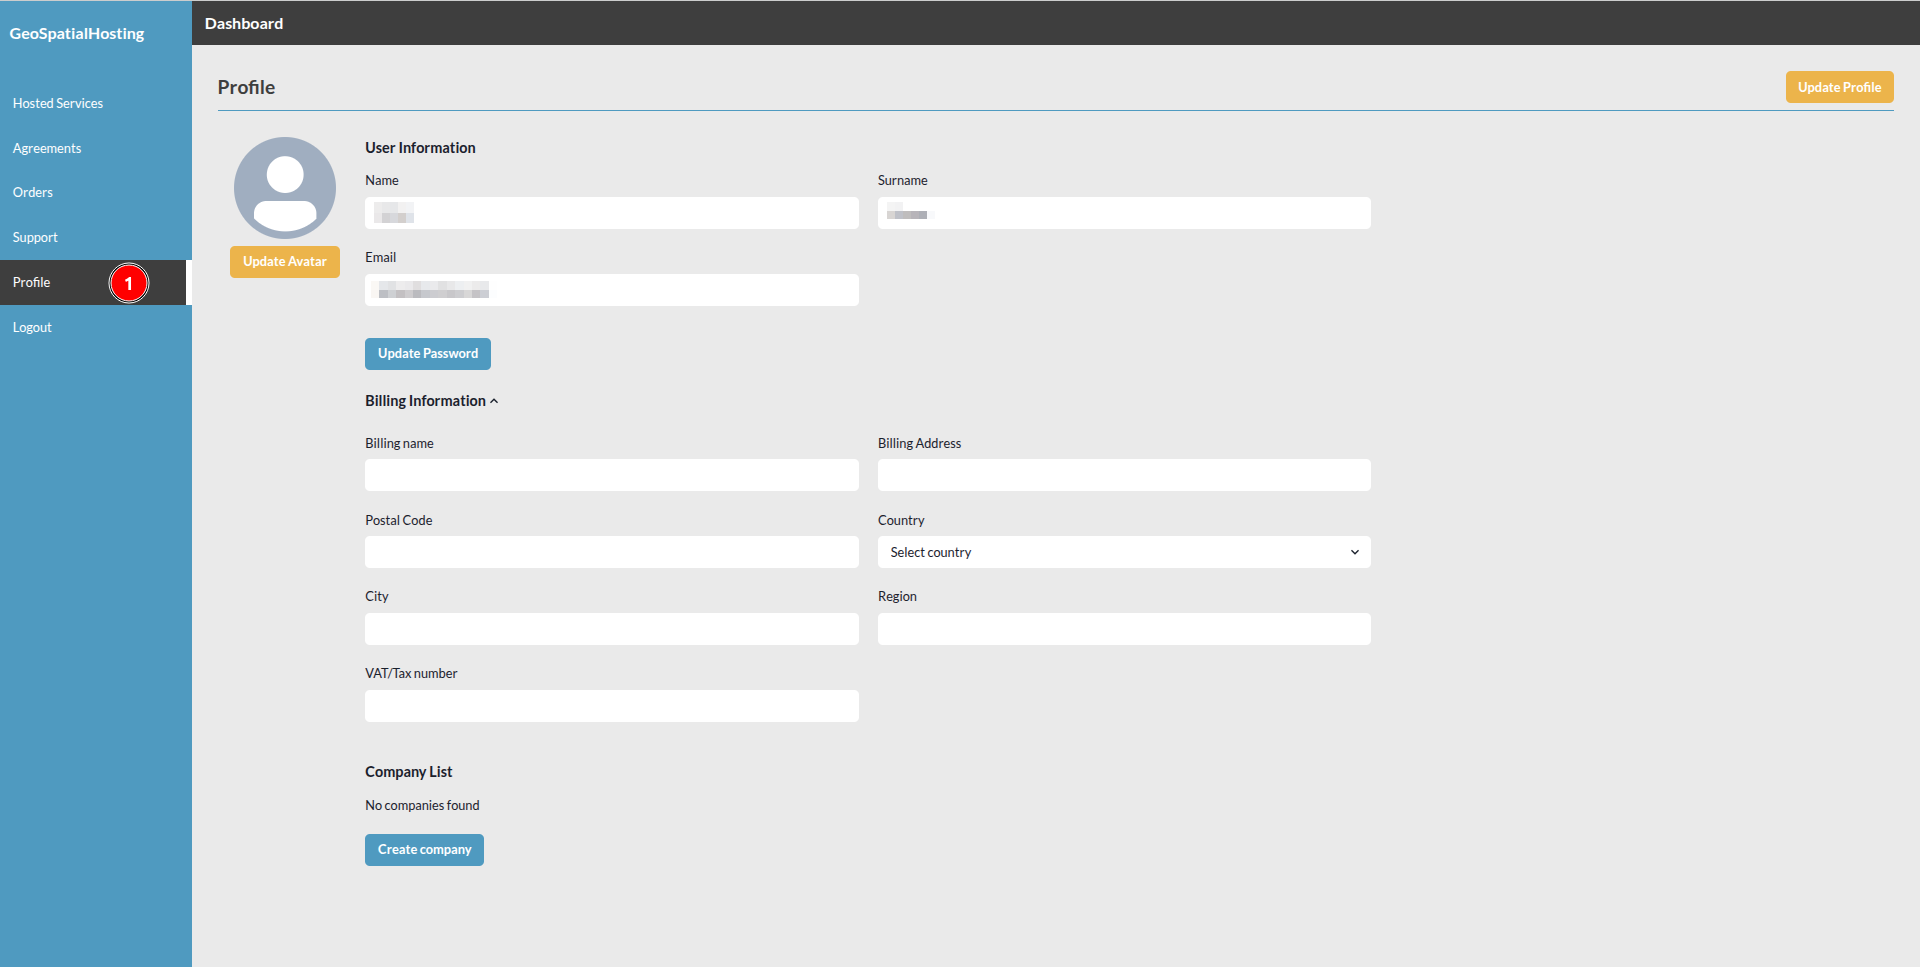 GeoSpatialHosting
Dashboard
Hosted Services
Agreements
Orders
Support
Profile
1
Logout
Profile
Update Profile
Update Avatar
User Information
Name
Surname
Email
Update Password
Billing Information
Billing name
Billing Address
Postal Code
Country
Select country
City
Region
VAT/Tax number
Company List
No companies found
Create company